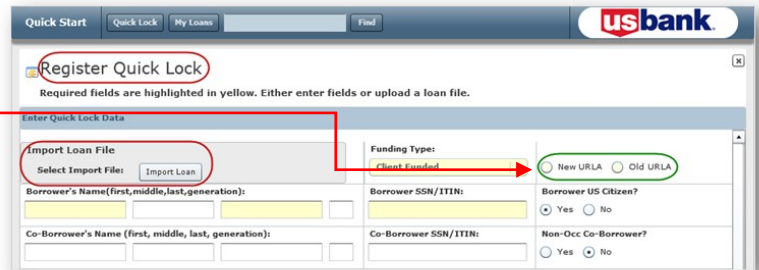 Quick Start Quick Lock My Loans Find usbank.
Register Quick Lock
Required fields are highlighted in yellow. Either enter fields or upload a loan file.
Enter Quick Lock Data
Import Loan File Funding Type:
Select Import File: Import Loan Client Funded New URLA Old URLA
Borrower's Name(first,middle,last,generation): Borrower SSN/ITIN: Borrower US Citizen?
Yes No
Co-Borrower's Name (first, middle, last, generation): Co-Borrower SSN/ITIN: Non-Occ Co-Borrower?
Yes No